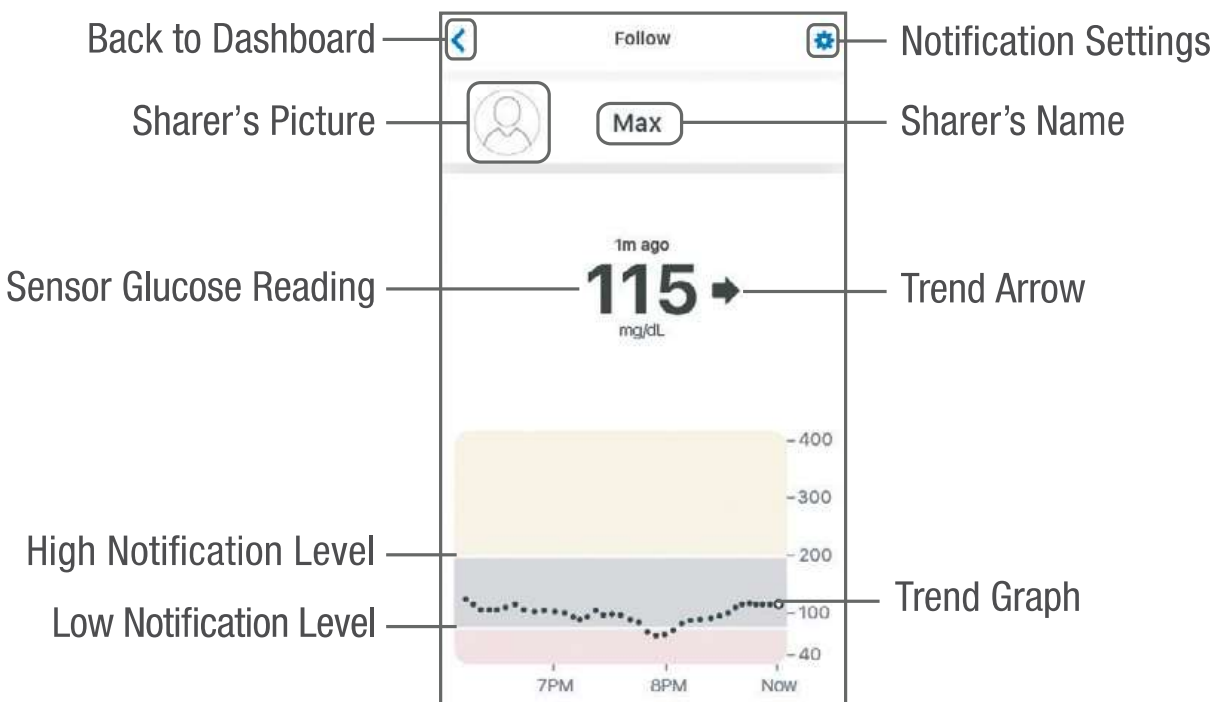 Back to Dashboard
Follow
Notification Settings
Sharer's Picture
Max
Sharer's Name
1m ago
Sensor Glucose Reading
115
Trend Arrow
mg/dL
400
300
High Notification Level
200
Trend Graph
100
Low Notification Level
40
7PM
8PM
Now